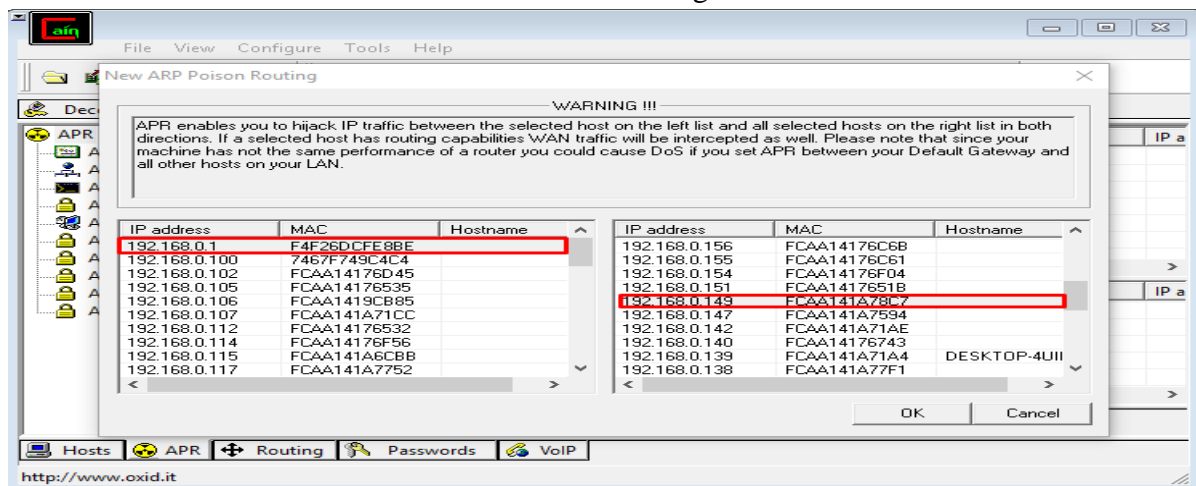 Cain
File View Configure Tools Help
New ARP Poison Routing
Dec
WARNING !!!
APR enables you to hijack IP traffic between the selected host on the left list and all selected hosts on the right list in both
directions. If a selected host has routing capabilities WAN traffic will be intercepted as well. Please note that since your
machine has not the same performance of a router you could cause DoS if you set APR between your Default Gateway and
all other hosts on your LAN.
APR
A
A
A
A
A
A
A
A
A
A
IP a
IP a
IP address MAC Hostname
192.168.0.1 F4F26DCFE8BE
192.168.0.100 7467F749C4C4
192.168.0.102 FCAA14176D45
192.168.0.105 FCAA14176535
192.168.0.106 FCAA1419CB85
192.168.0.107 FCAA141A71CC
192.168.0.112 FCAA14176532
192.168.0.114 FCAA14176F56
192.168.0.115 FCAA141A6CBB
192.168.0.117 FCAA141A7752
IP address MAC Hostname
192.168.0.156 FCAA14176C6B
192.168.0.155 FCAA14176C61
192.168.0.154 FCAA14176F04
192.168.0.151 FCAA1417651B
192.168.0.149 FCAA141A78C7
192.168.0.147 FCAA141A7594
192.168.0.142 FCAA141A71AE
192.168.0.140 FCAA14176743
192.168.0.139 FCAA141A71A4 DESKTOP-4UII
192.168.0.138 FCAA141A77F1
OK Cancel
Hosts APR Routing Passwords VoIP
http://www.oxid.it